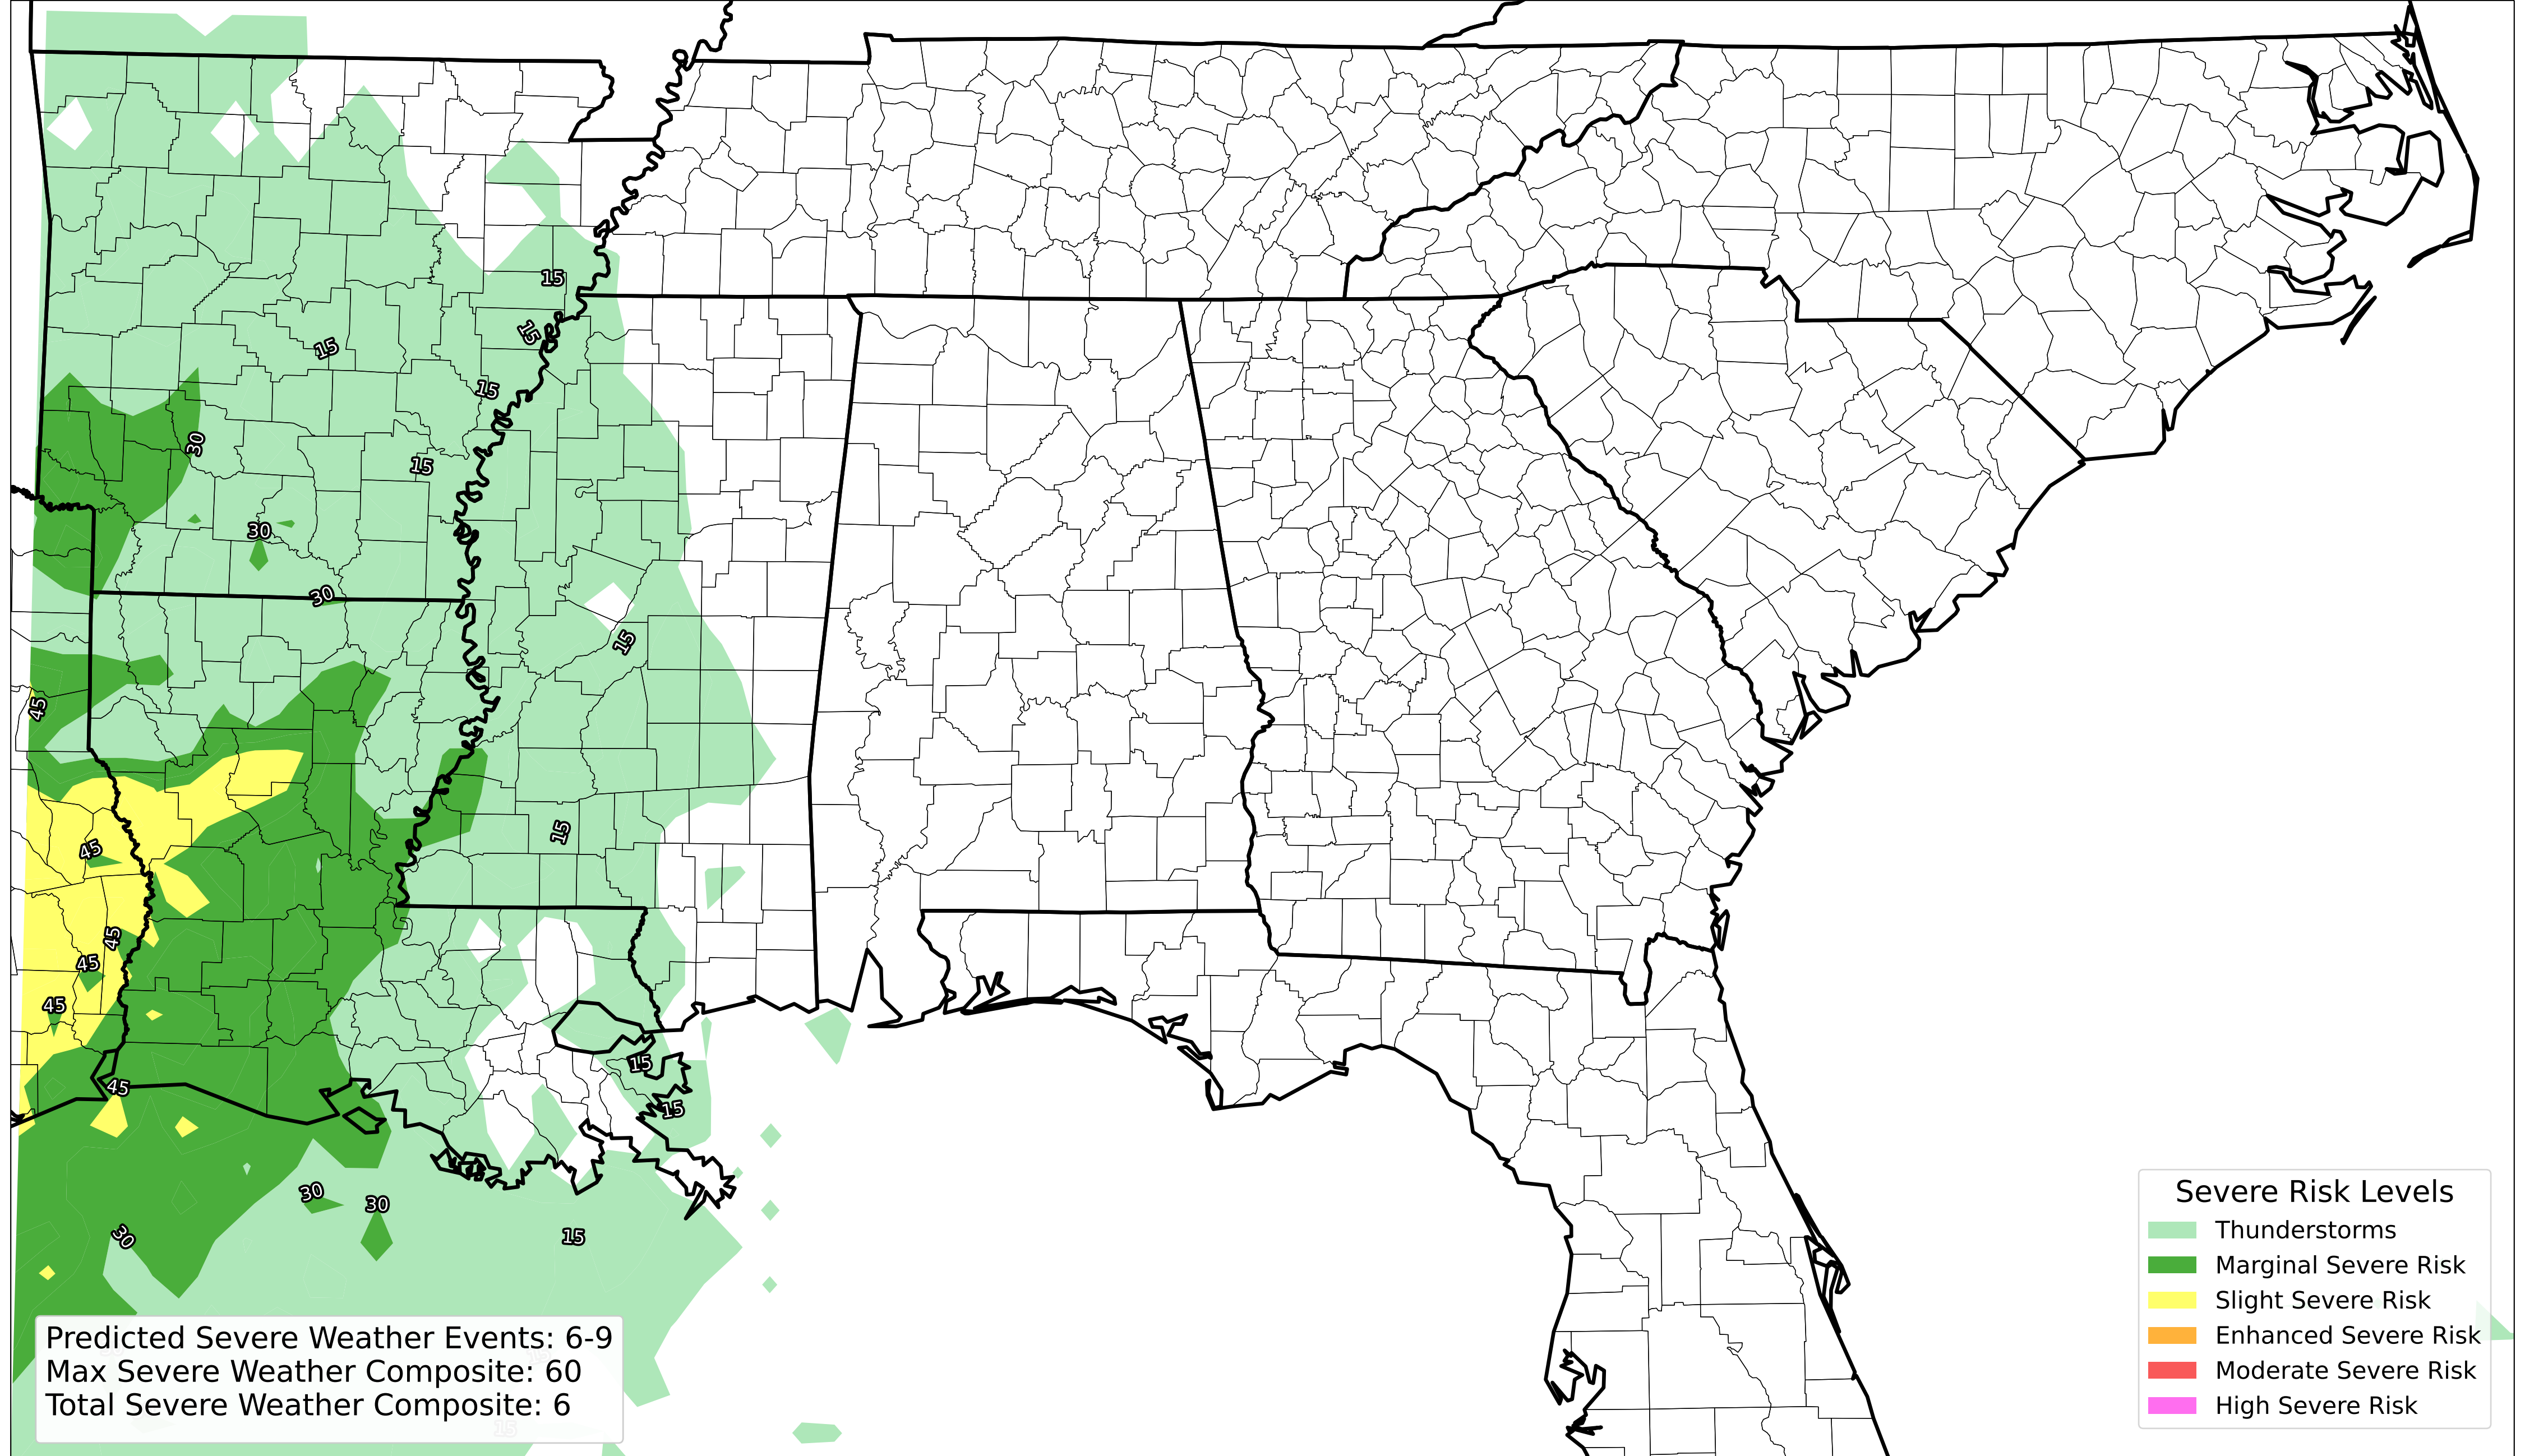 15
15
15
15
30
15
30
30
15
45
15
45
45
45
45
15
45
15
30
30
30
15
15
Severe Risk Levels
Thunderstorms
Marginal Severe Risk
Slight Severe Risk
Enhanced Severe Risk
Moderate Severe Risk
High Severe Risk
Predicted Severe Weather Events: 6-9
Max Severe Weather Composite: 60
Total Severe Weather Composite: 6